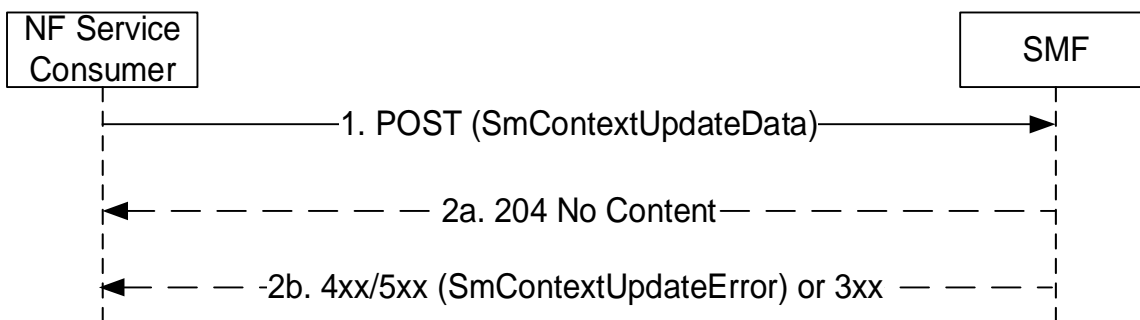 NF Service
Consumer
SMF
1. POST (SmContextUpdateData)
2a. 204 No Content
2b. 4xx/5xx (SmContextUpdateError) or 3xx